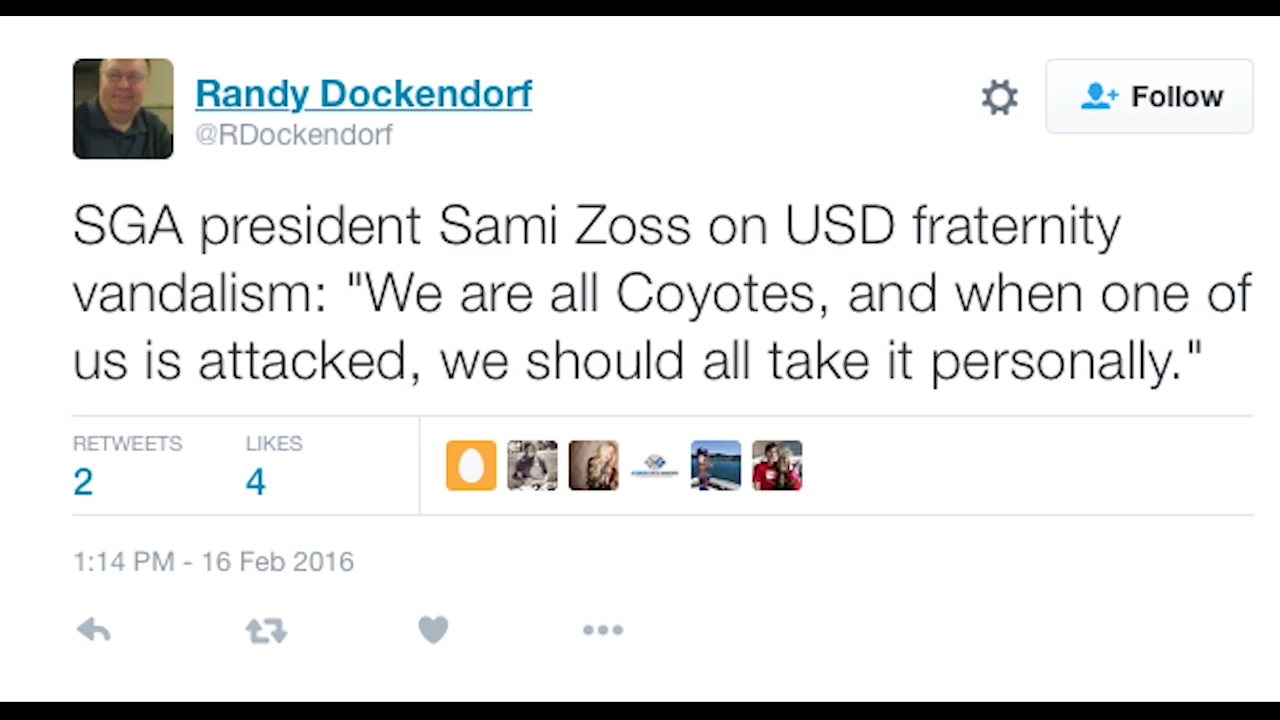 Randy Dockendorf
@RDockendorf
Follow
SGA president Sami Zoss on USD fraternity
vandalism: "We are all Coyotes, and when one of
us is attacked, we should all take it personally."
RETWEETS LIKES
2 4
1:14 PM - 16 Feb 2016